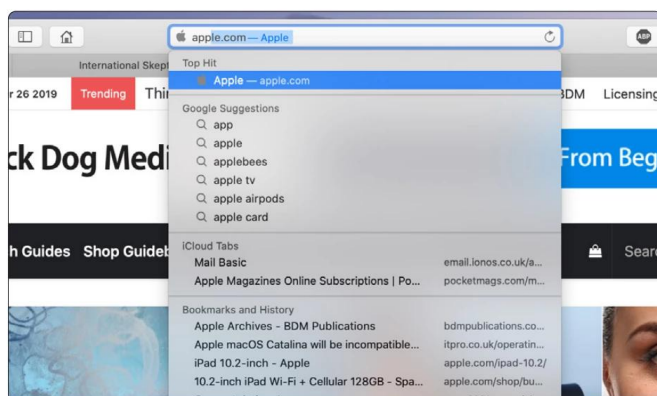 apple.com — Apple
ABP
International Skept
Top Hit
Apple — apple.com
r 26 2019 Trending Thi BDM Licensing
Google Suggestions
app
apple
applebees
apple tv
apple airpods
apple card
ck Dog Medi From Beg
iCloud Tabs
Mail Basic email.ionos.co.uk/a...
Apple Magazines Online Subscriptions | Po... pocketmags.com/m...
h Guides Shop Guideb Sear
Bookmarks and History
Apple Archives - BDM Publications bdmpublications.co...
Apple macOS Catalina will be incompatible... itpro.co.uk/operatin...
iPad 10.2-inch - Apple apple.com/ipad-10.2/
10.2-inch iPad Wi-Fi + Cellular 128GB - Spa... apple.com/shop/bu...